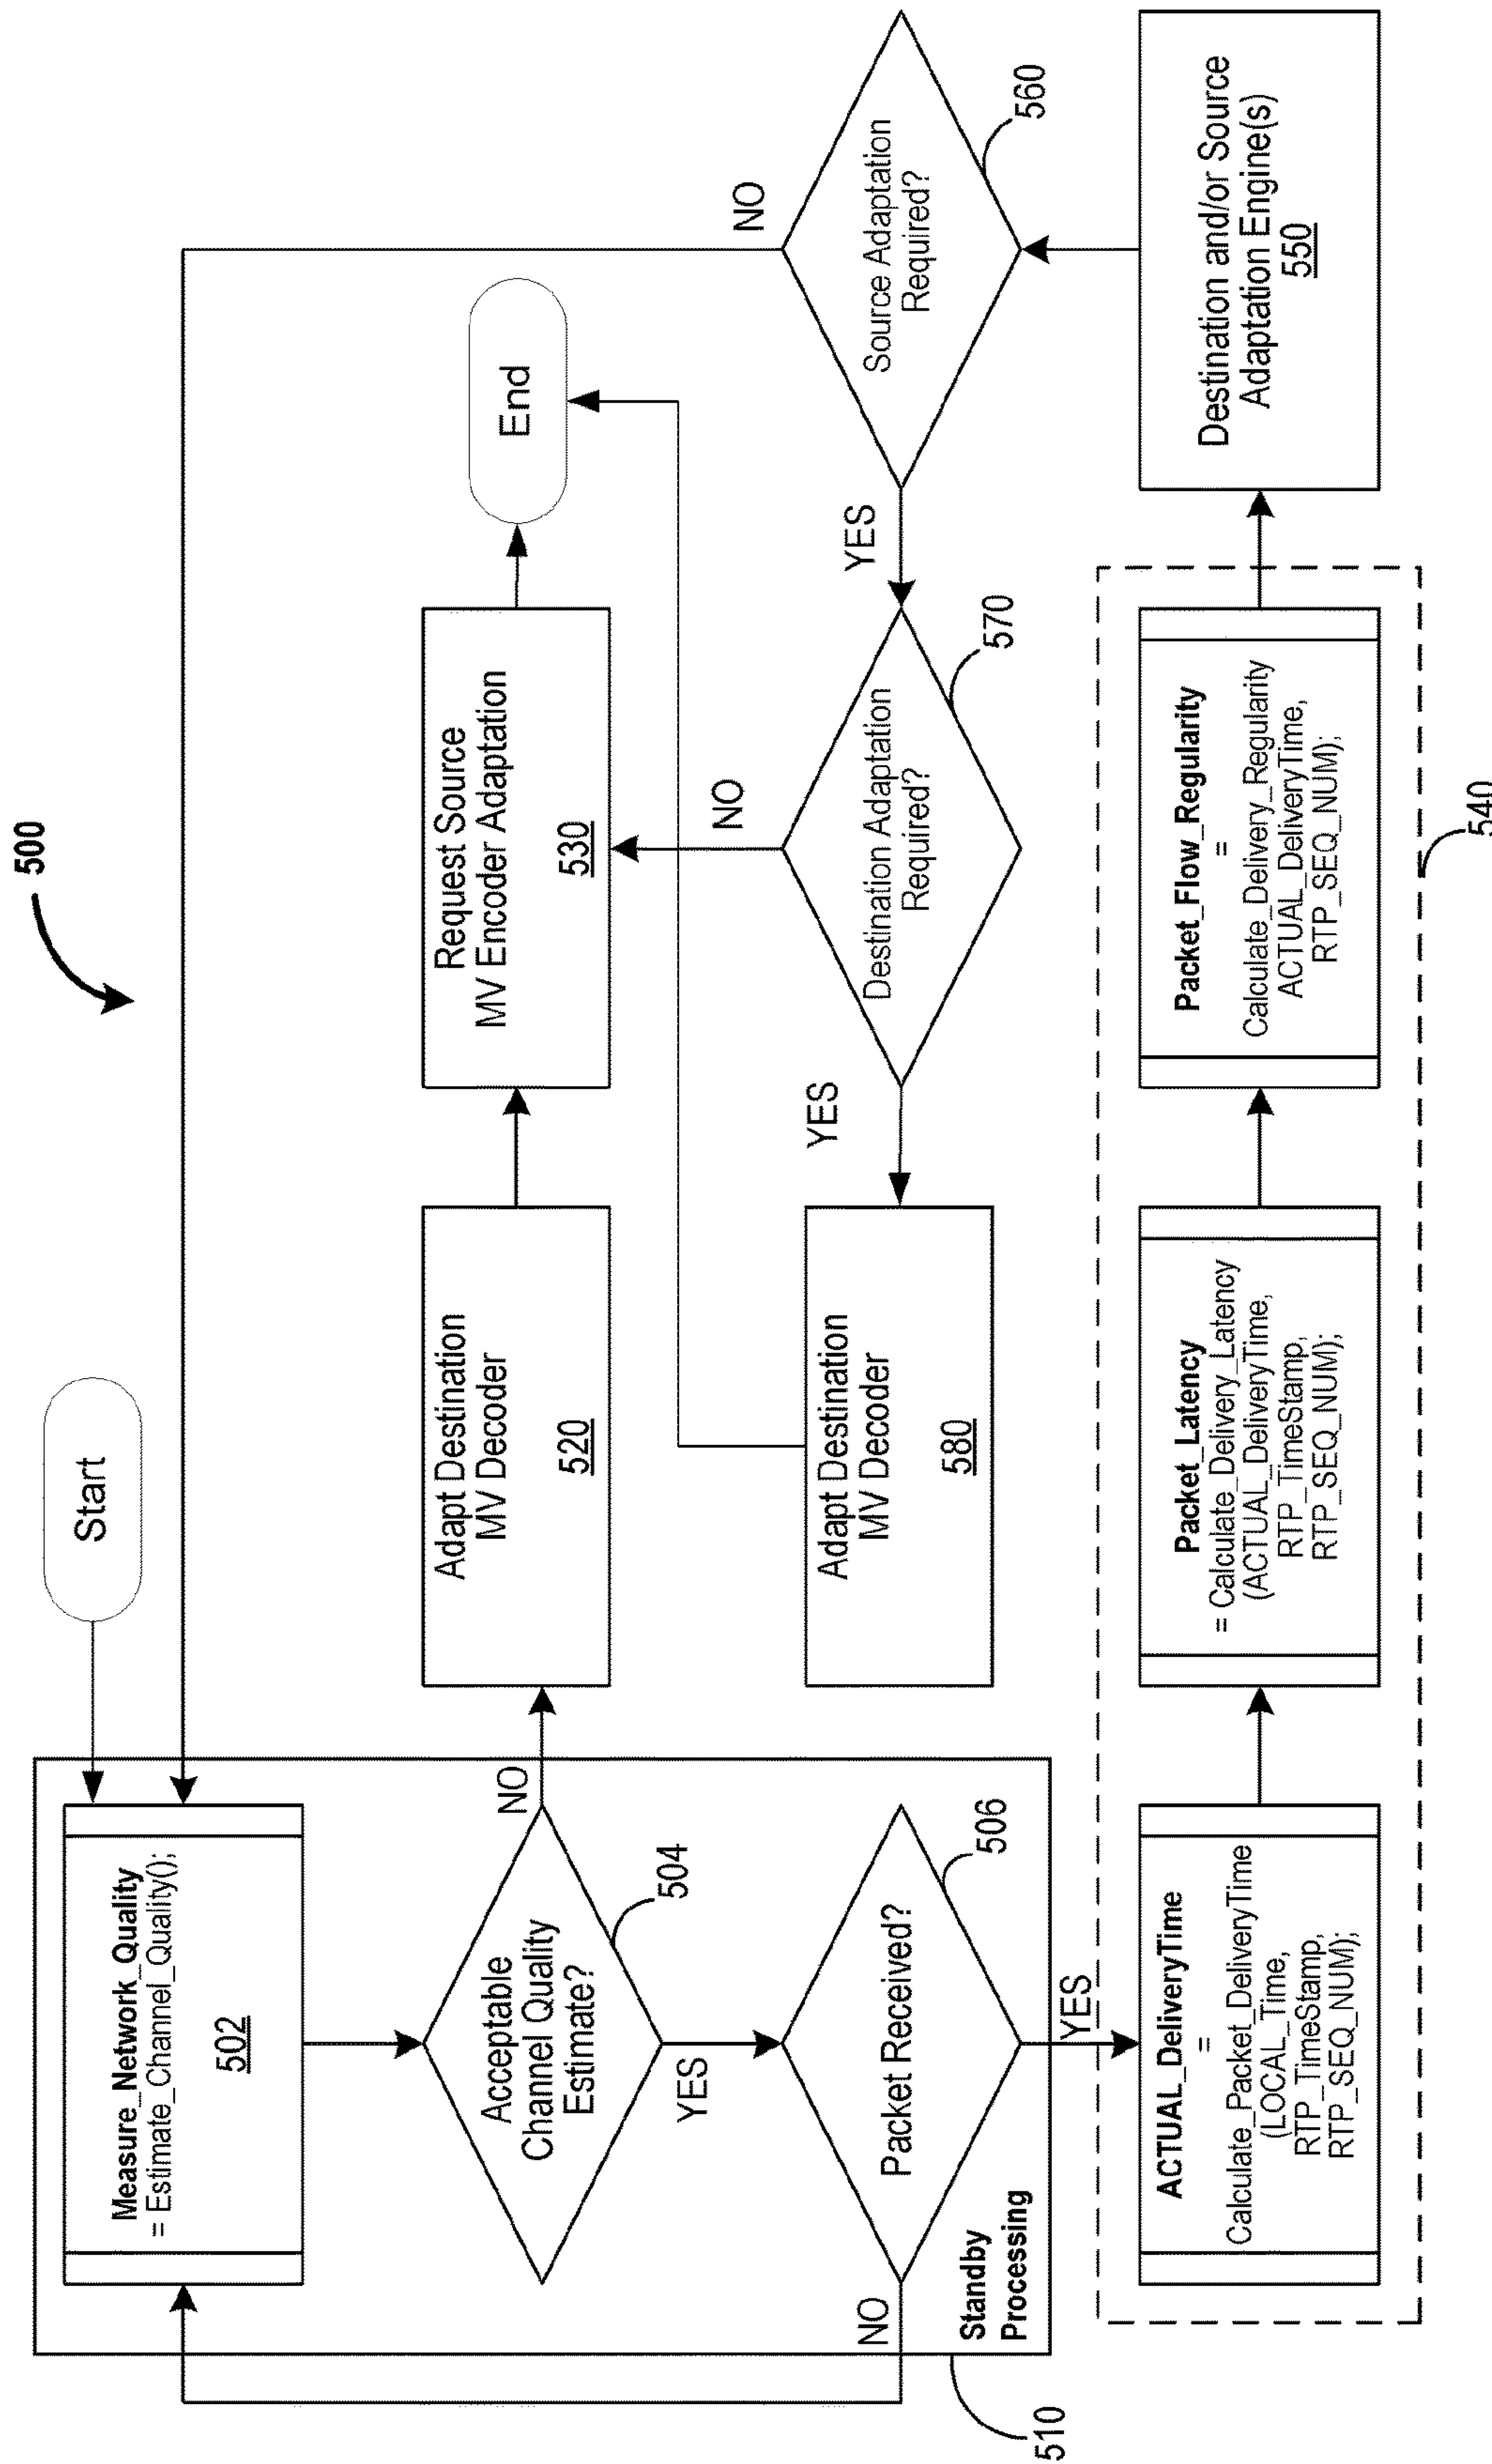 500
Start
Measure_Network_Quality
= Estimate_Channel_Quality();
502
Acceptable
Channel Quality
Estimate?
504
NO
YES
Packet Received?
506
NO
YES
Standby
Processing
510
Adapt Destination
MV Decoder
520
Request Source
MV Encoder Adaptation
530
End
Adapt Destination
MV Decoder
580
YES
Destination Adaptation
Required?
570
NO
YES
Source Adaptation
Required?
560
NO
ACTUAL_DeliveryTime
=
Calculate_Packet_DeliveryTime
(LOCAL_Time,
RTP_TimeStamp,
RTP_SEQ_NUM);
Packet_Latency
= Calculate_Delivery_Latency
(ACTUAL_DeliveryTime,
RTP_TimeStamp,
RTP_SEQ_NUM);
Packet_Flow_Regularity
=
Calculate_Delivery_Regularity
ACTUAL_DeliveryTime,
RTP_SEQ_NUM);
540
Destination and/or Source
Adaptation Engine(s)
550